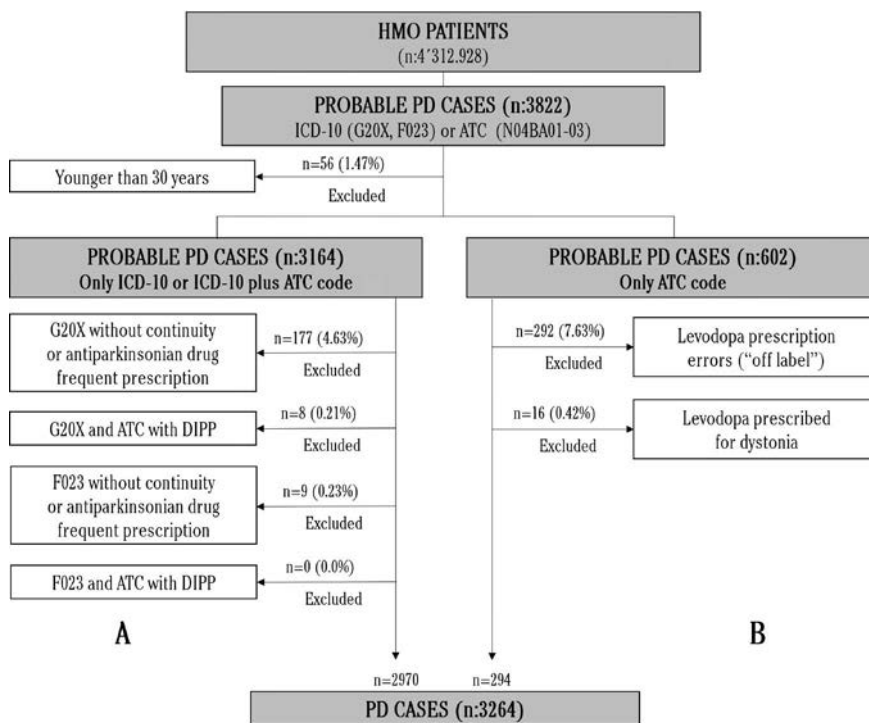 HMO PATIENTS
(n:4´312.928)
PROBABLE PD CASES (n:3822)
ICD-10 (G20X, F023) or ATC (N04BA01-03)
n=56 (1.47%)
Younger than 30 years
Excluded
PROBABLE PD CASES (n:3164)
Only ICD-10 or ICD-10 plus ATC code
G20X without continuity
or antiparkinsonian drug
frequent prescription
n=177 (4.63%)
Excluded
G20X and ATC with DIPP
n=8 (0.21%)
Excluded
F023 without continuity
or antiparkinsonian drug
frequent prescription
n=9 (0.23%)
Excluded
F023 and ATC with DIPP
n=0 (0.0%)
Excluded
A
PROBABLE PD CASES (n:602)
Only ATC code
n=292 (7.63%)
Excluded
Levodopa prescription
errors (“off label”)
n=16 (0.42%)
Excluded
Levodopa prescribed
for dystonia
B
n=2970
n=294
PD CASES (n:3264)